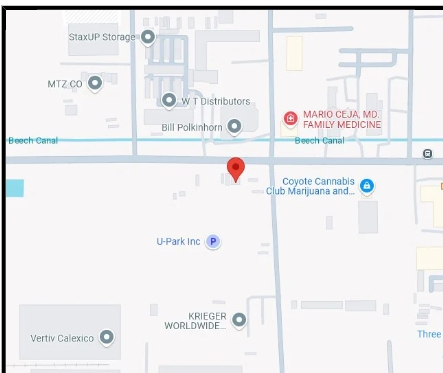 StaxUP Storage
MTZ CO
W T Distributors
Bill Polkinhorn
MARIO CEJA, MD.
FAMILY MEDICINE
Beech Canal
Beech Canal
Coyote Cannabis
Club Marijuana and...
U-Park Inc
P
KRIEGER
WORLDWIDE...
Vertiv Calexico
Three